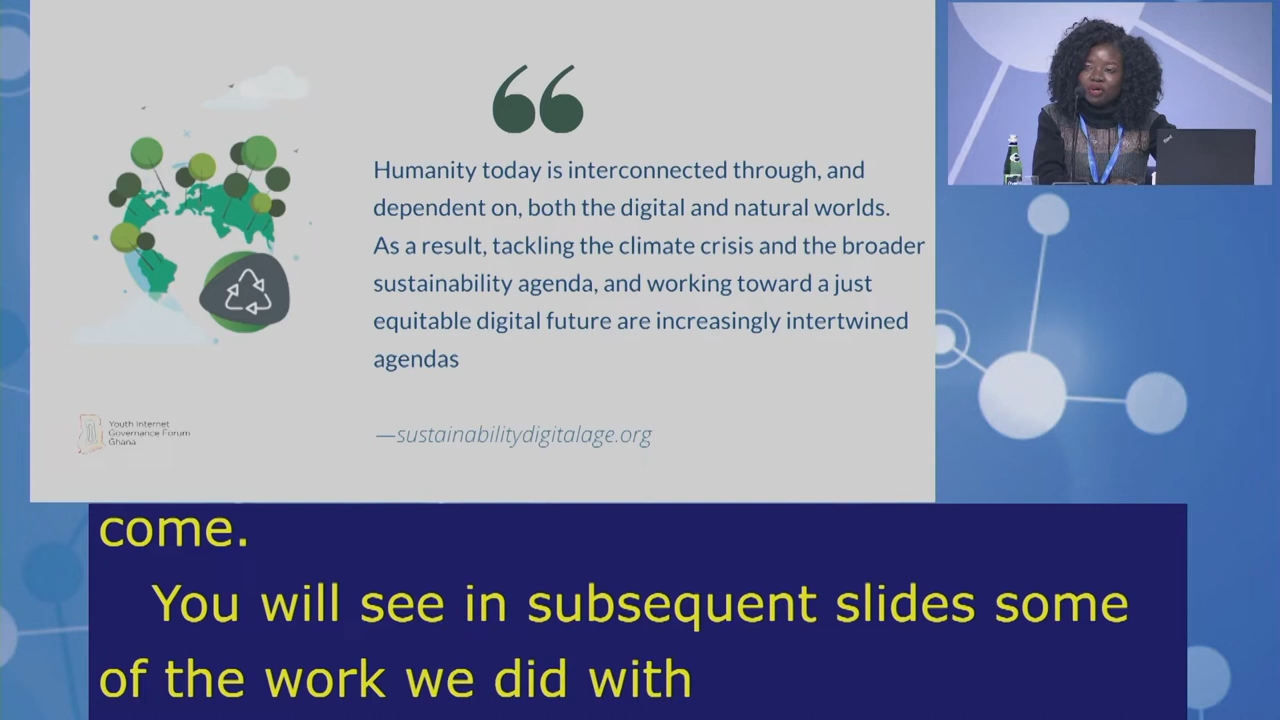 Humanity today is interconnected through, and
dependent on, both the digital and natural worlds.
As a result, tackling the climate crisis and the broader
sustainability agenda, and working toward a just
equitable digital future are increasingly intertwined
agendas
—sustainabilitydigitalage.org
Youth Internet
Governance Forum
Ghana
come.
You will see in subsequent slides some
of the work we did with